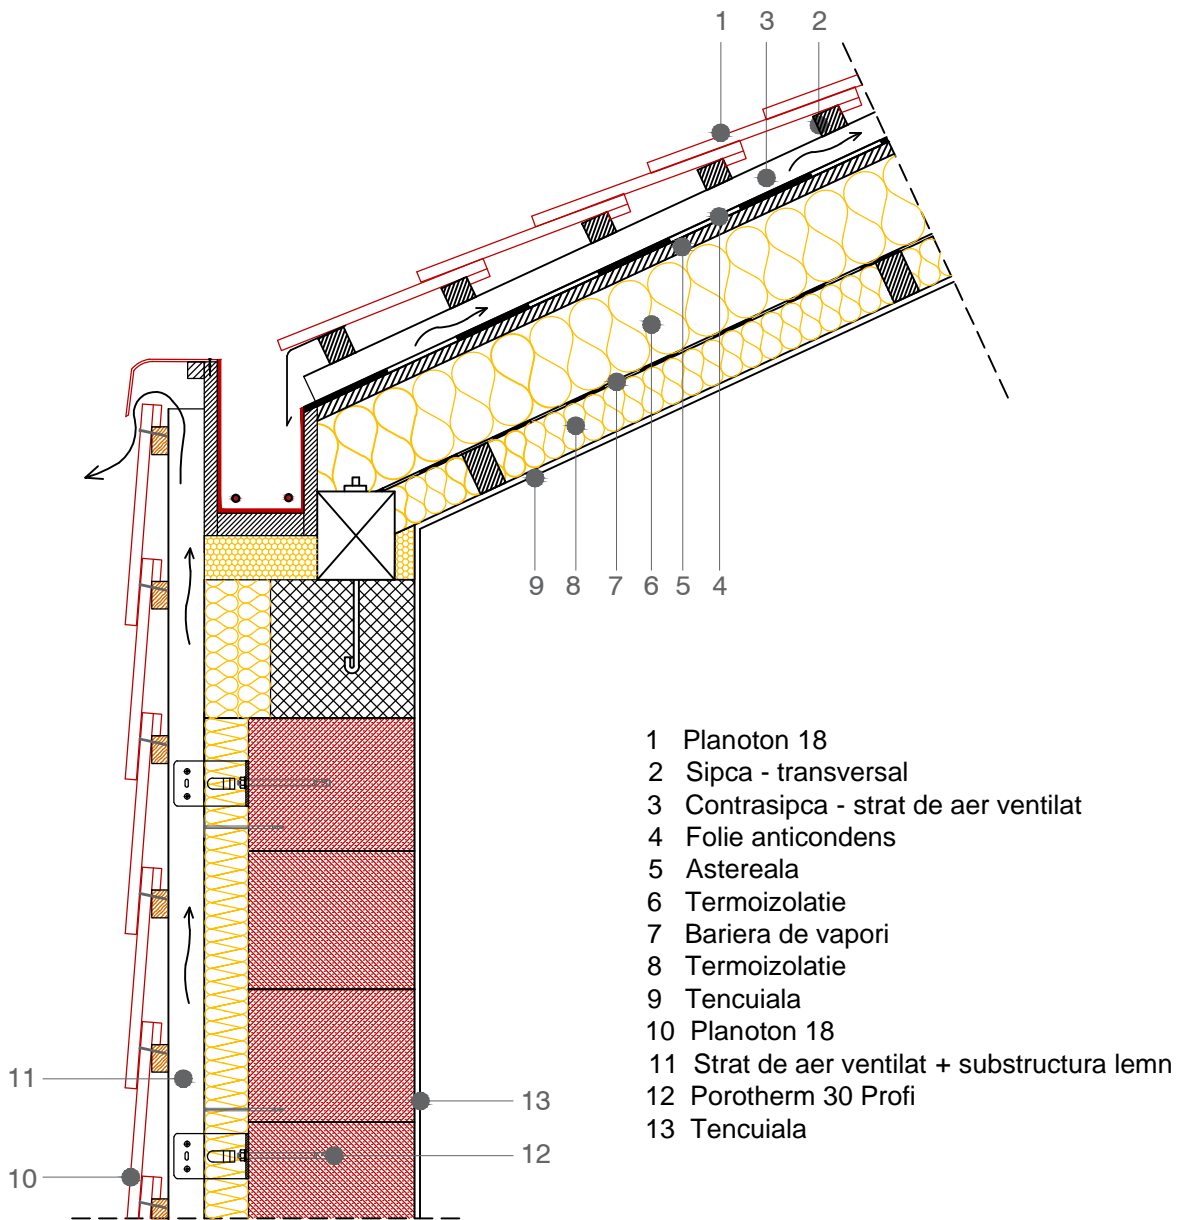 1 3 2
9 8 7 6 5 4
1 Planoton 18
2 Sipca - transversal
3 Contrasipca - strat de aer ventilat
4 Folie anticondens
5 Astereala
6 Termoizolatie
7 Bariera de vapori
8 Termoizolatie
9 Tencuiala
10 Planoton 18
11 Strat de aer ventilat + substructura lemn
12 Porotherm 30 Profi
13 Tencuiala
11
13
12
10